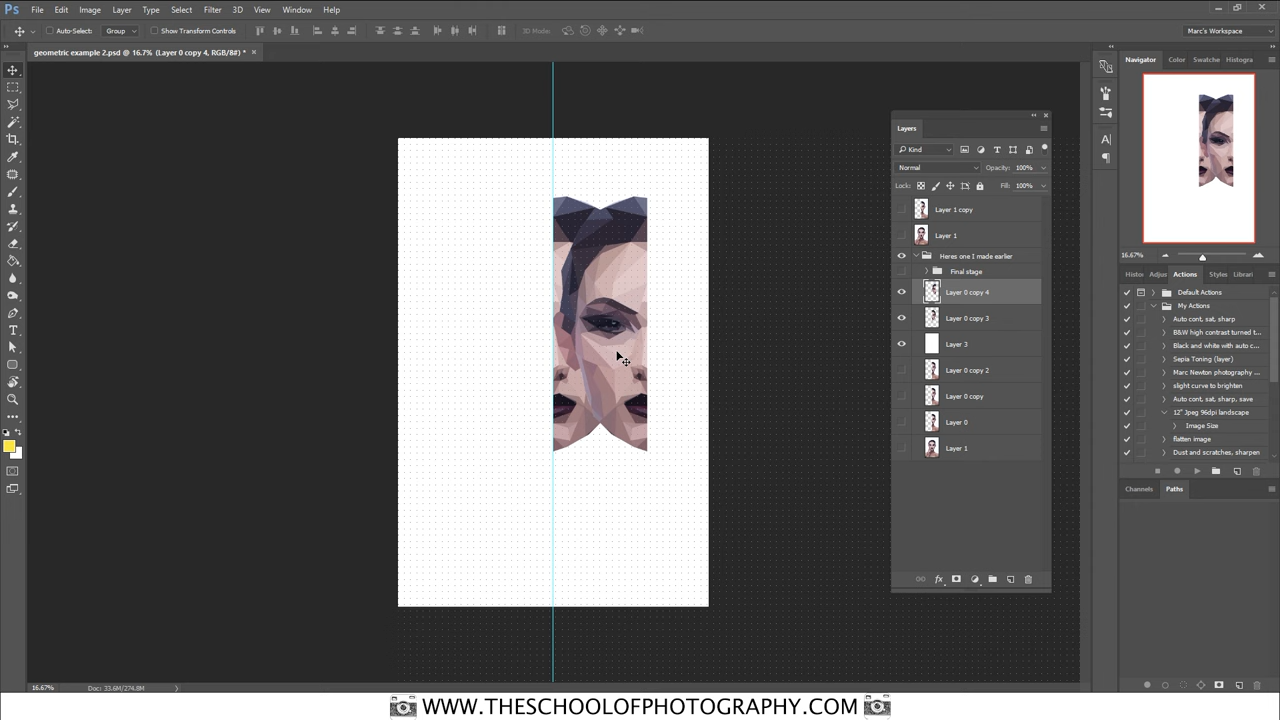 Ps File Edit Image Layer Type Select Filter 3D View Window Help
Auto-Select: Group Show Transform Controls 3D Mode: Marc's Workspace
geometric example 2.psd @ 16.7% (Layer 0 copy 4, RGB/8#) * ×
Navigator Color Swatche Histogra
16.67%
Layers
Kind
Normal Opacity: 100%
Lock: Fill: 100%
Layer 1 copy
Layer 1
Heres one I made earlier
Final stage
Layer 0 copy 4
Layer 0 copy 3
Layer 3
Layer 0 copy 2
Layer 0 copy
Layer 0
Layer 1
fx
Histo Adjus Actions Styles Librari
Default Actions
My Actions
Auto cont, sat, sharp
B&W high contrast turned t...
Black and white with auto c...
Sepia Toning (layer)
Marc Newton photography ...
slight curve to brighten
Auto cont, sat, sharp, save
12" Jpeg 96dpi landscape
Image Size
flatten image
Dust and scratches, sharpen
Channels Paths
16.67% Doc: 33.6M/274.8M
WWW.THESCHOOLOFPHOTOGRAPHY.COM